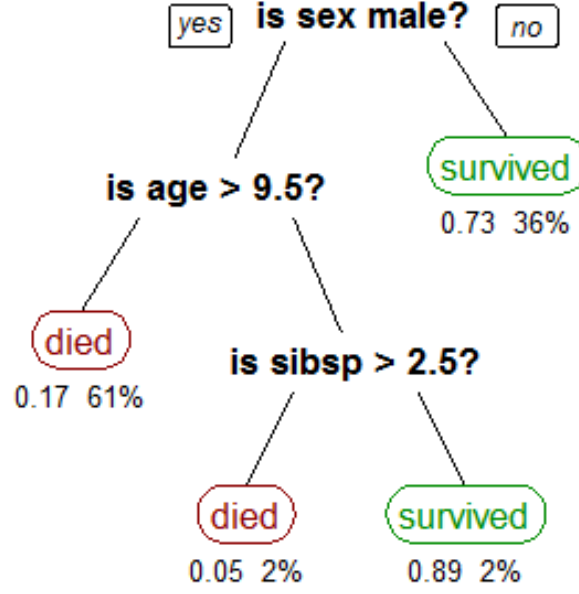 yes is sex male? no
survived
is age > 9.5?
0.73 36%
died
is sibsp > 2.5?
0.17 61%
died survived
0.05 2% 0.89 2%